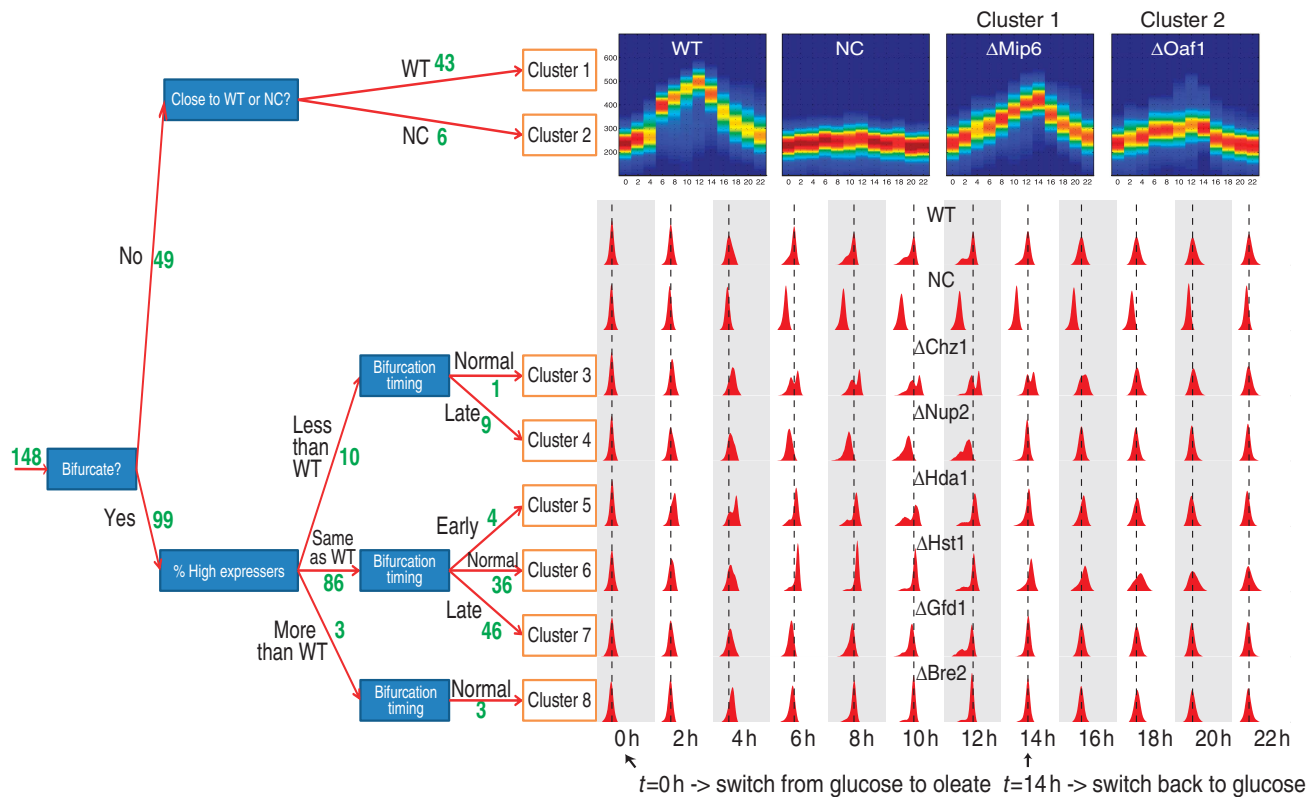 Cluster 1
Cluster 2
WT
NC
ΔMip6
ΔOaf1
600
500
400
300
200
0 2 4 6 8 10 12 14 16 18 20 22
0 2 4 6 8 10 12 14 16 18 20 22
0 2 4 6 8 10 12 14 16 18 20 22
0 2 4 6 8 10 12 14 16 18 20 22
Close to WT or NC?
WT 43
Cluster 1
NC 6
Cluster 2
No 49
148
Bifurcate?
Yes 99
% High expressers
Less
than
WT
10
Same
as WT
86
More
than WT
3
Bifurcation
timing
Normal
1
Cluster 3
Late 9
Cluster 4
Bifurcation
timing
Early 4
Cluster 5
Normal
36
Cluster 6
Late
46
Cluster 7
Bifurcation
timing
Normal
3
Cluster 8
WT
NC
ΔChz1
ΔNup2
ΔHda1
ΔHst1
ΔGfd1
ΔBre2
0 h 2 h 4 h 6 h 8 h 10 h 12 h 14 h 16 h 18 h 20 h 22 h
t=0 h -> switch from glucose to oleate
t=14 h -> switch back to glucose